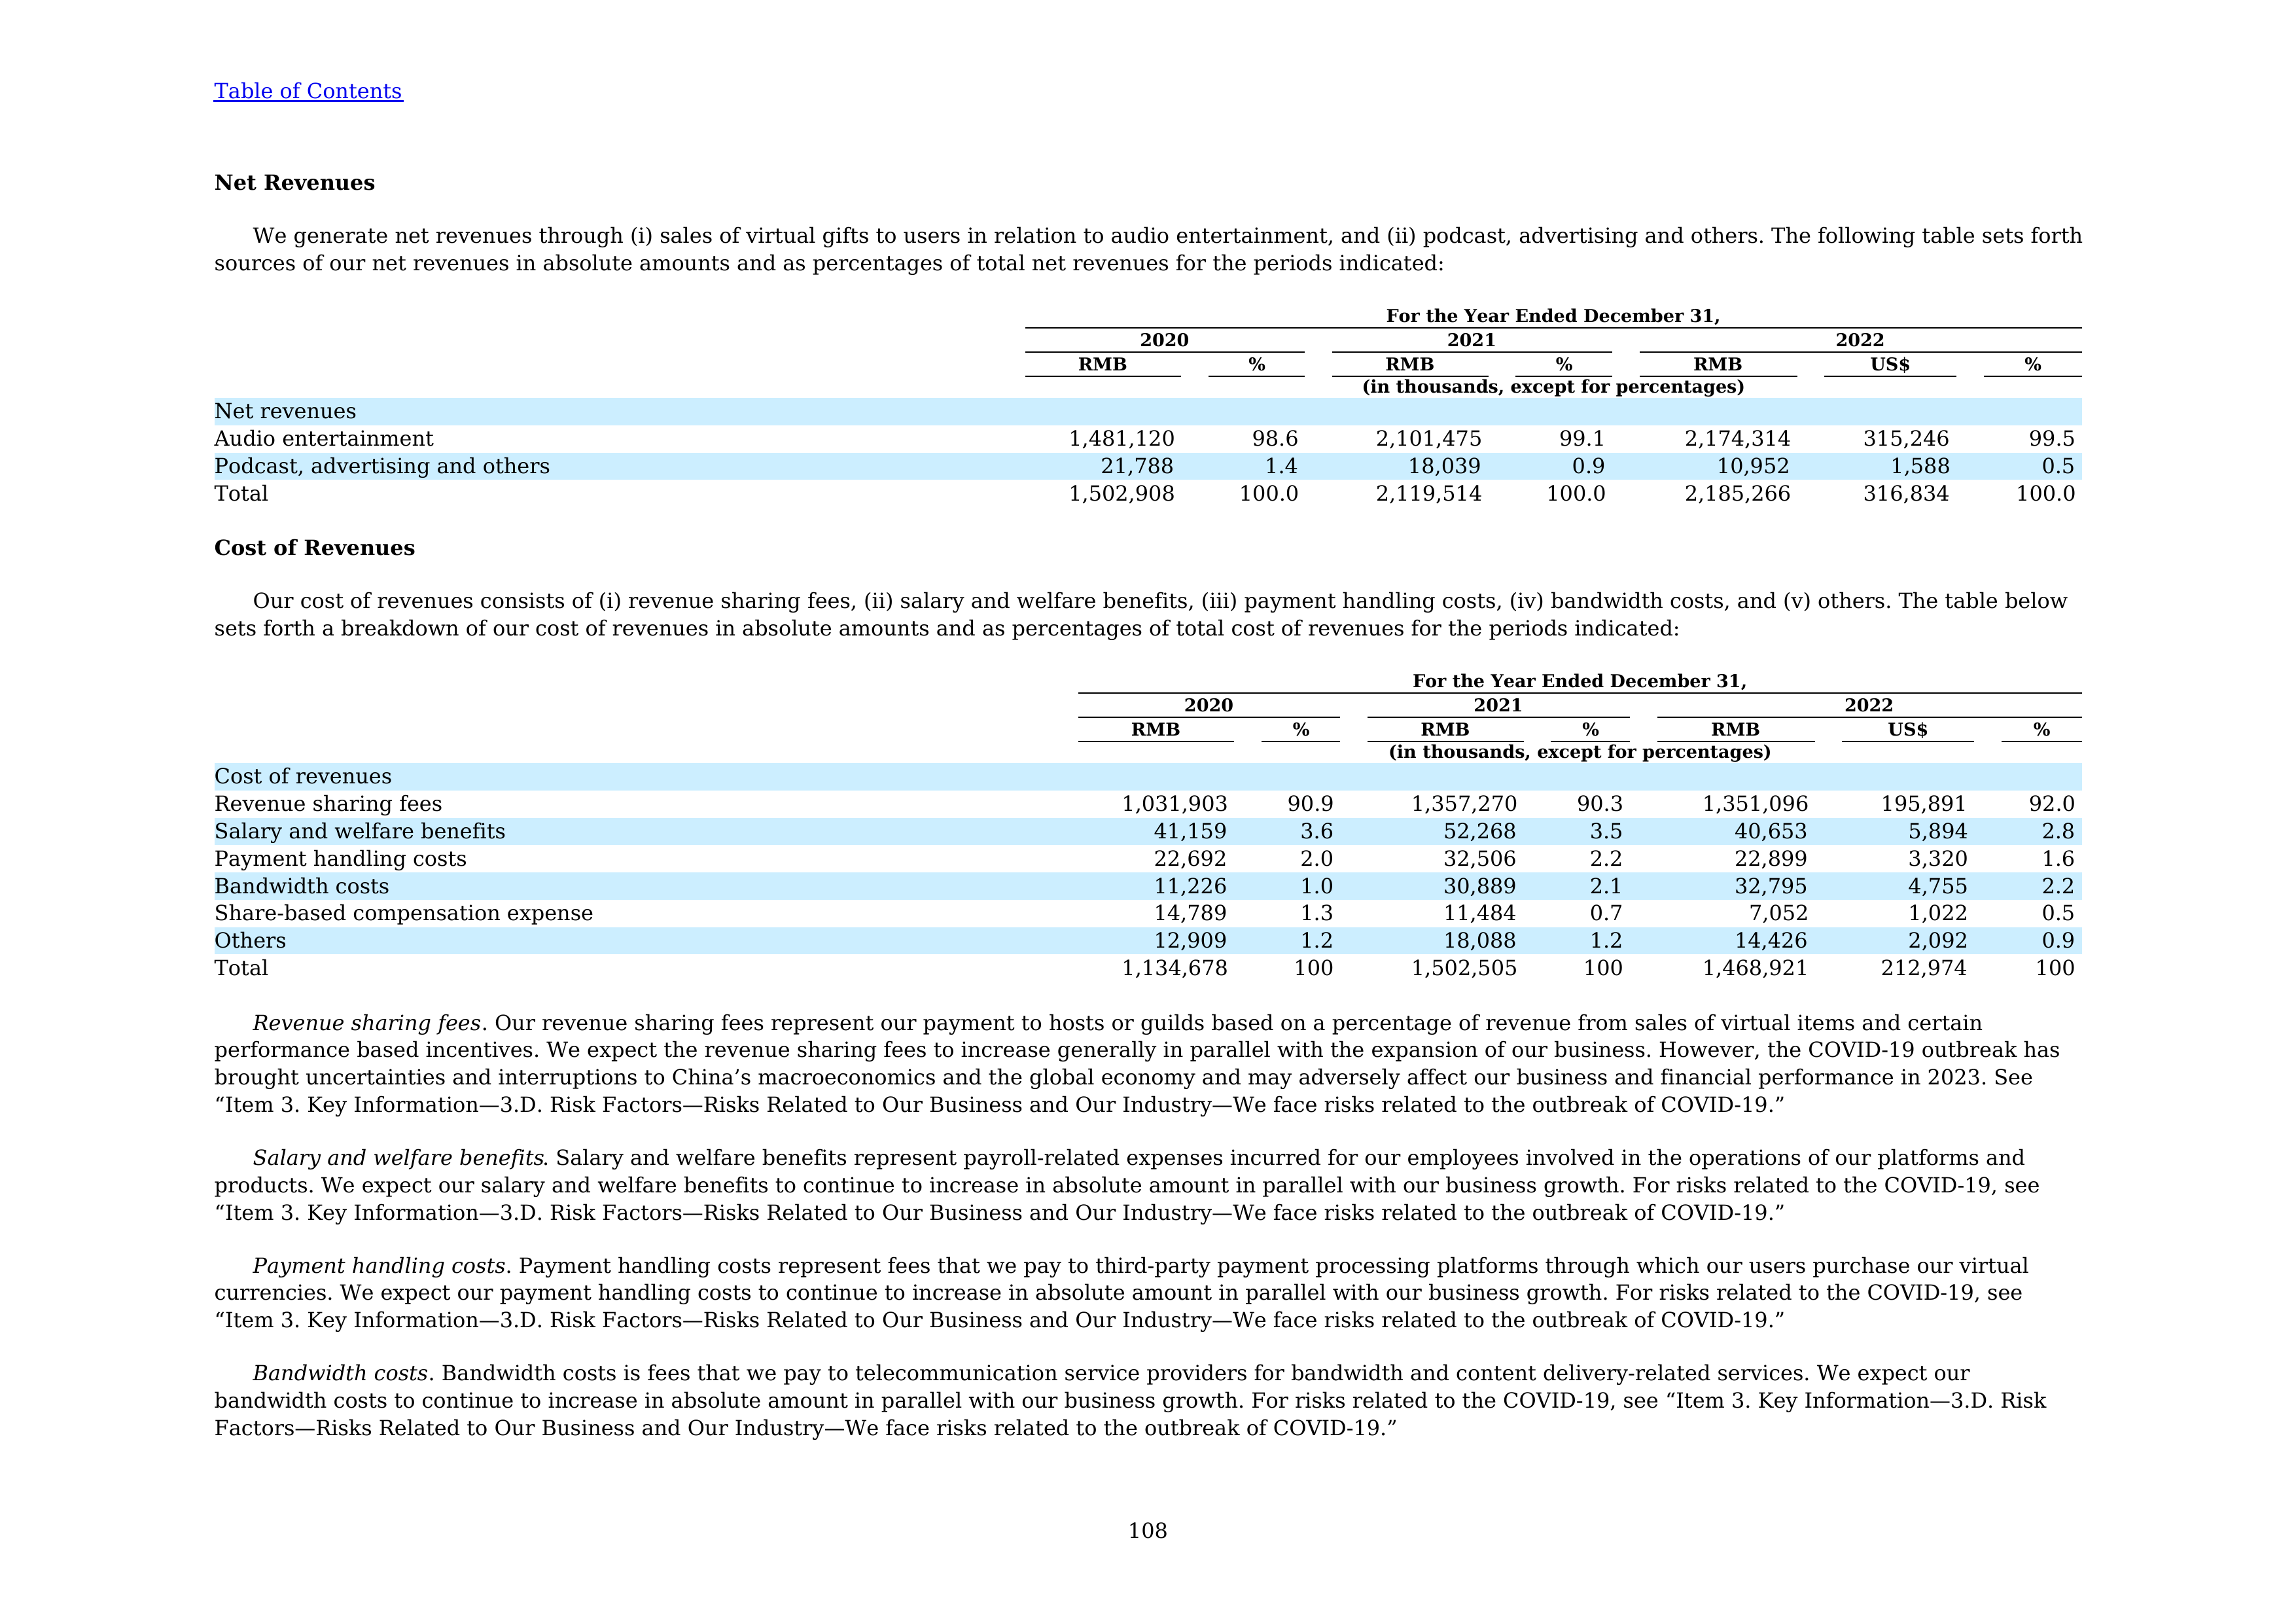 Table of Contents
Net Revenues
We generate net revenues through (i) sales of virtual gifts to users in relation to audio entertainment, and (ii) podcast, advertising and others. The following table sets forth
sources of our net revenues in absolute amounts and as percentages of total net revenues for the periods indicated:
For the Year Ended December 31,
2020 2021 2022
RMB % RMB % RMB US$ %
(in thousands, except for percentages)
Net revenues
Audio entertainment 1,481,120 98.6 2,101,475 99.1 2,174,314 315,246 99.5
Podcast, advertising and others 21,788 1.4 18,039 0.9 10,952 1,588 0.5
Total 1,502,908 100.0 2,119,514 100.0 2,185,266 316,834 100.0
Cost of Revenues
Our cost of revenues consists of (i) revenue sharing fees, (ii) salary and welfare benefits, (iii) payment handling costs, (iv) bandwidth costs, and (v) others. The table below
sets forth a breakdown of our cost of revenues in absolute amounts and as percentages of total cost of revenues for the periods indicated:
For the Year Ended December 31,
2020 2021 2022
RMB % RMB % RMB US$ %
(in thousands, except for percentages)
Cost of revenues
Revenue sharing fees 1,031,903 90.9 1,357,270 90.3 1,351,096 195,891 92.0
Salary and welfare benefits 41,159 3.6 52,268 3.5 40,653 5,894 2.8
Payment handling costs 22,692 2.0 32,506 2.2 22,899 3,320 1.6
Bandwidth costs 11,226 1.0 30,889 2.1 32,795 4,755 2.2
Share-based compensation expense 14,789 1.3 11,484 0.7 7,052 1,022 0.5
Others 12,909 1.2 18,088 1.2 14,426 2,092 0.9
Total 1,134,678 100 1,502,505 100 1,468,921 212,974 100
Revenue sharing fees. Our revenue sharing fees represent our payment to hosts or guilds based on a percentage of revenue from sales of virtual items and certain
performance based incentives. We expect the revenue sharing fees to increase generally in parallel with the expansion of our business. However, the COVID-19 outbreak has
brought uncertainties and interruptions to China’s macroeconomics and the global economy and may adversely affect our business and financial performance in 2023. See
“Item 3. Key Information—3.D. Risk Factors—Risks Related to Our Business and Our Industry—We face risks related to the outbreak of COVID-19.”
Salary and welfare benefits. Salary and welfare benefits represent payroll-related expenses incurred for our employees involved in the operations of our platforms and
products. We expect our salary and welfare benefits to continue to increase in absolute amount in parallel with our business growth. For risks related to the COVID-19, see
“Item 3. Key Information—3.D. Risk Factors—Risks Related to Our Business and Our Industry—We face risks related to the outbreak of COVID-19.”
Payment handling costs. Payment handling costs represent fees that we pay to third-party payment processing platforms through which our users purchase our virtual
currencies. We expect our payment handling costs to continue to increase in absolute amount in parallel with our business growth. For risks related to the COVID-19, see
“Item 3. Key Information—3.D. Risk Factors—Risks Related to Our Business and Our Industry—We face risks related to the outbreak of COVID-19.”
Bandwidth costs. Bandwidth costs is fees that we pay to telecommunication service providers for bandwidth and content delivery-related services. We expect our
bandwidth costs to continue to increase in absolute amount in parallel with our business growth. For risks related to the COVID-19, see “Item 3. Key Information—3.D. Risk
Factors—Risks Related to Our Business and Our Industry—We face risks related to the outbreak of COVID-19.”
108